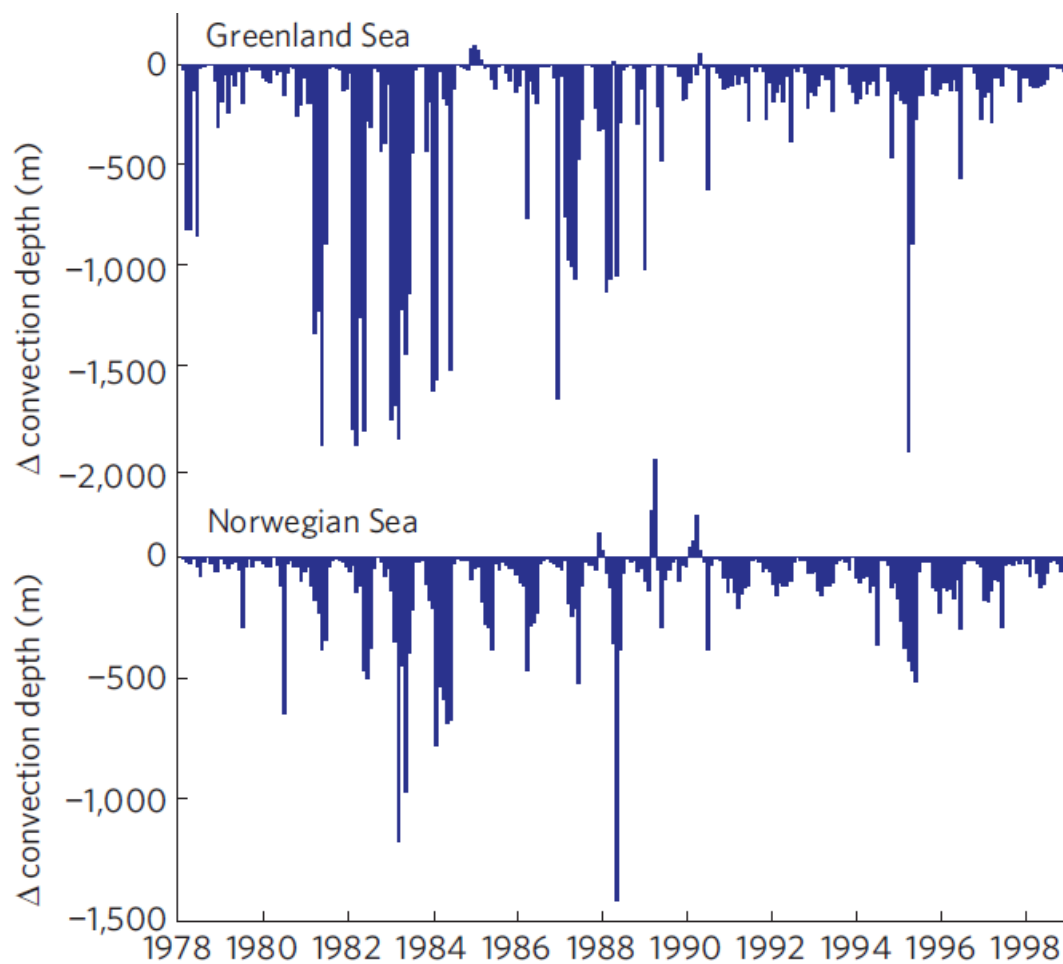 Greenland Sea
0
−500
−1,000
−1,500
−2,000
Δ convection depth (m)
Norwegian Sea
0
−500
−1,000
−1,500
Δ convection depth (m)
1978 1980 1982 1984 1986 1988 1990 1992 1994 1996 1998